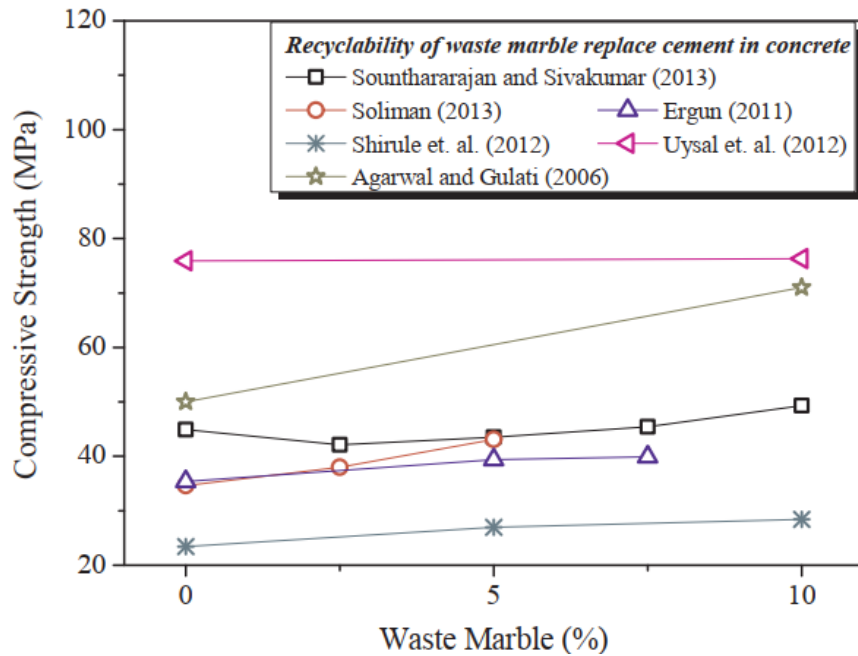 120
100
80
60
40
20
Compressive Strength (MPa)
Recyclability of waste marble replace cement in concrete
Sounthararajan and Sivakumar (2013)
Soliman (2013) Ergun (2011)
Shirule et. al. (2012) Uysal et. al. (2012)
Agarwal and Gulati (2006)
0 5 10
Waste Marble (%)